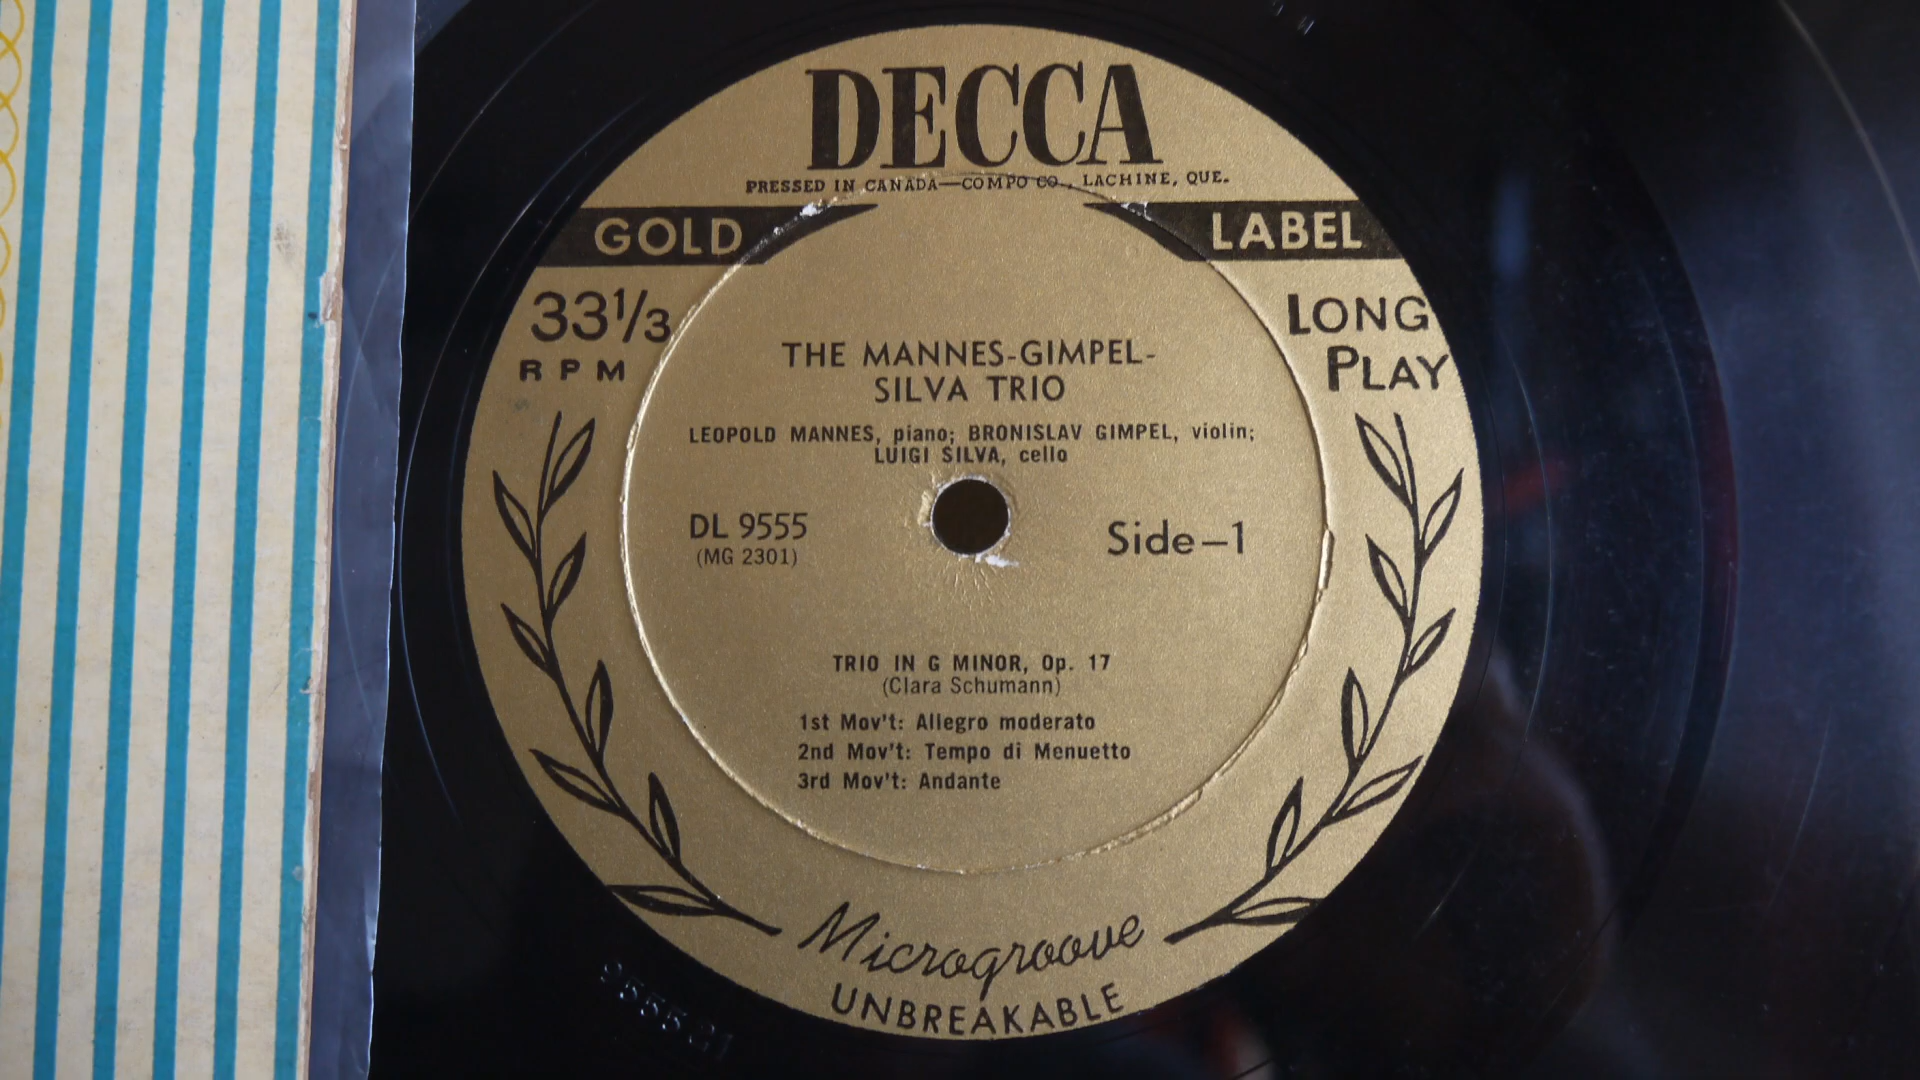 DECCA
PRESSED IN CANADA—COMPO CO., LACHINE, QUE.
GOLD LABEL
33 1/3 LONG
RPM PLAY
THE MANNES-GIMPEL-
SILVA TRIO
LEOPOLD MANNES, piano; BRONISLAV GIMPEL, violin;
LUIGI SILVA, cello
DL 9555 Side—1
(MG 2301)
TRIO IN G MINOR, Op. 17
(Clara Schumann)
1st Mov't: Allegro moderato
2nd Mov't: Tempo di Menuetto
3rd Mov't: Andante
Microgroove
UNBREAKABLE